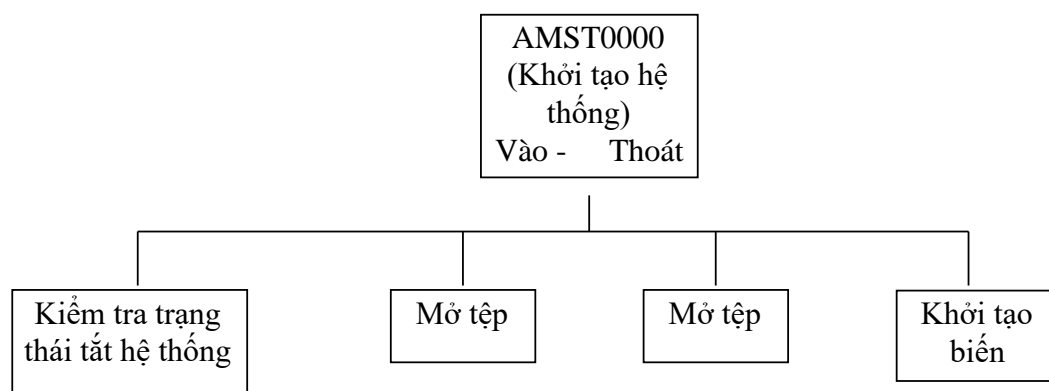 AMST0000
(Khởi tạo hệ
thống)
Vào - Thoát
Kiểm tra trạng
thái tắt hệ thống
Mở tệp
Mở tệp
Khởi tạo
biến